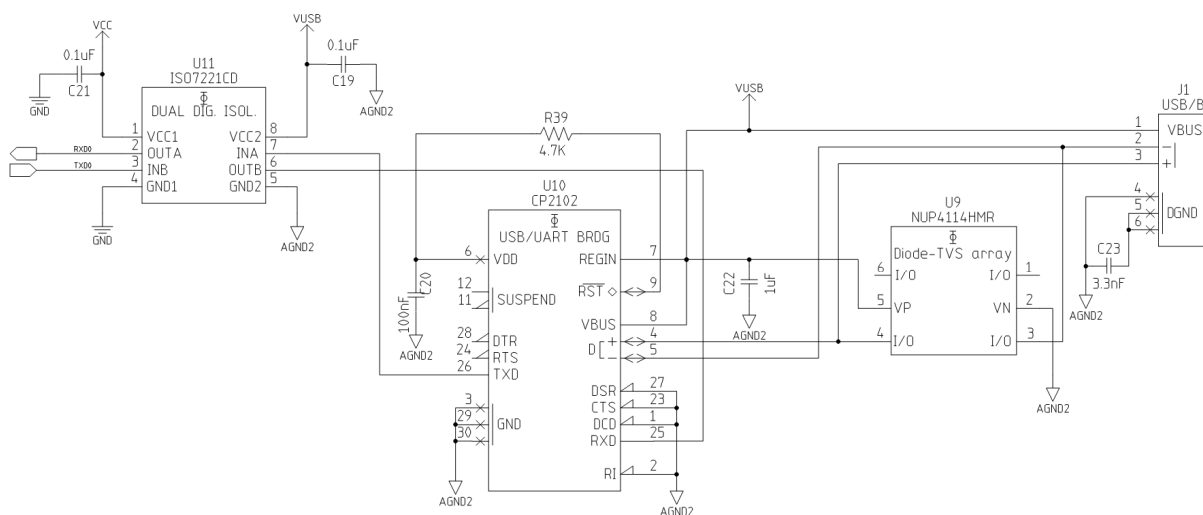 VCC
VUSB
0.1uF
C21
GND
U11
ISO7221CD
Φ
DUAL DIG. ISOL.
1 VCC1 VCC2 8
2 OUTA INA 7
3 INB OUTB 6
4 GND1 GND2 5
RXD0
TXD0
GND
0.1uF
C19
AGND2
AGND2
R39
4.7K
U10
CP2102
Φ
USB/UART BRDG
6 VDD REGIN 7
12 RST 9
11 SUSPEND
VBUS 8
28 DTR D + 4
24 RTS - 5
26 TXD
DSR 27
3 CTS 23
29 GND DCD 1
30 RXD 25
RI 2
C20
100nF
AGND2
AGND2
AGND2
VUSB
C22
1uF
AGND2
U9
NUP4114HMR
Φ
Diode-TVS array
6 I/O I/O 1
5 VP VN 2
4 I/O I/O 3
AGND2
J1
USB/B
1 VBUS
2 -
3 +
4
5 DGND
6
C23
3.3nF
AGND2